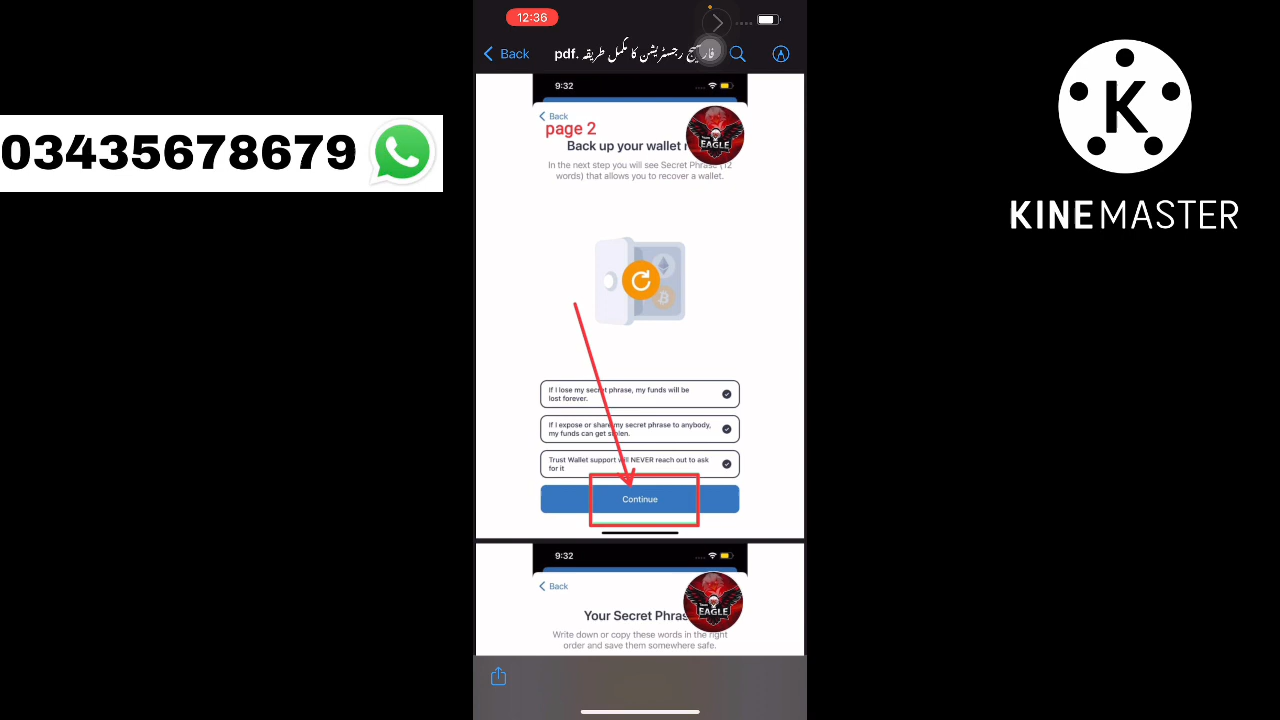 12:36
Back
فارسیج رجسٹریشن کا مکمل طریقہ .pdf
03435678679
K
KINEMASTER
9:32
Back
page 2
Back up your wallet
In the next step you will see Secret Phrase (12
words) that allows you to recover a wallet.
EAGLE
If I lose my secret phrase, my funds will be
lost forever.
If I expose or share my secret phrase to anybody,
my funds can get stolen.
Trust Wallet support will NEVER reach out to ask
for it
Continue
9:32
Back
Your Secret Phras
EAGLE
Write down or copy these words in the right
order and save them somewhere safe.